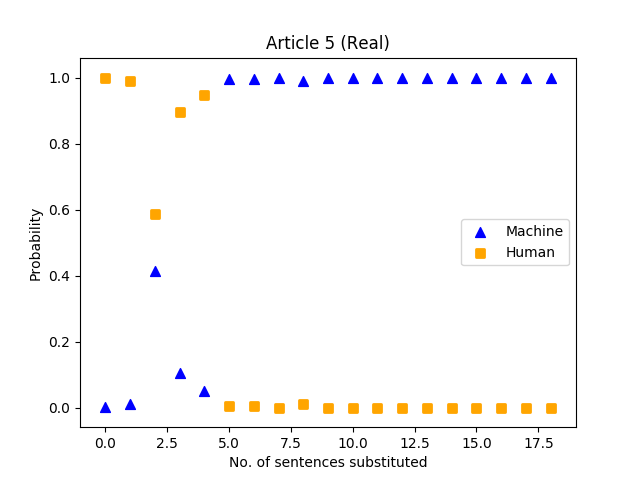 Article 5 (Real)
1.0
0.8
0.6
0.4
0.2
0.0
Probability
Machine
Human
0.0 2.5 5.0 7.5 10.0 12.5 15.0 17.5
No. of sentences substituted